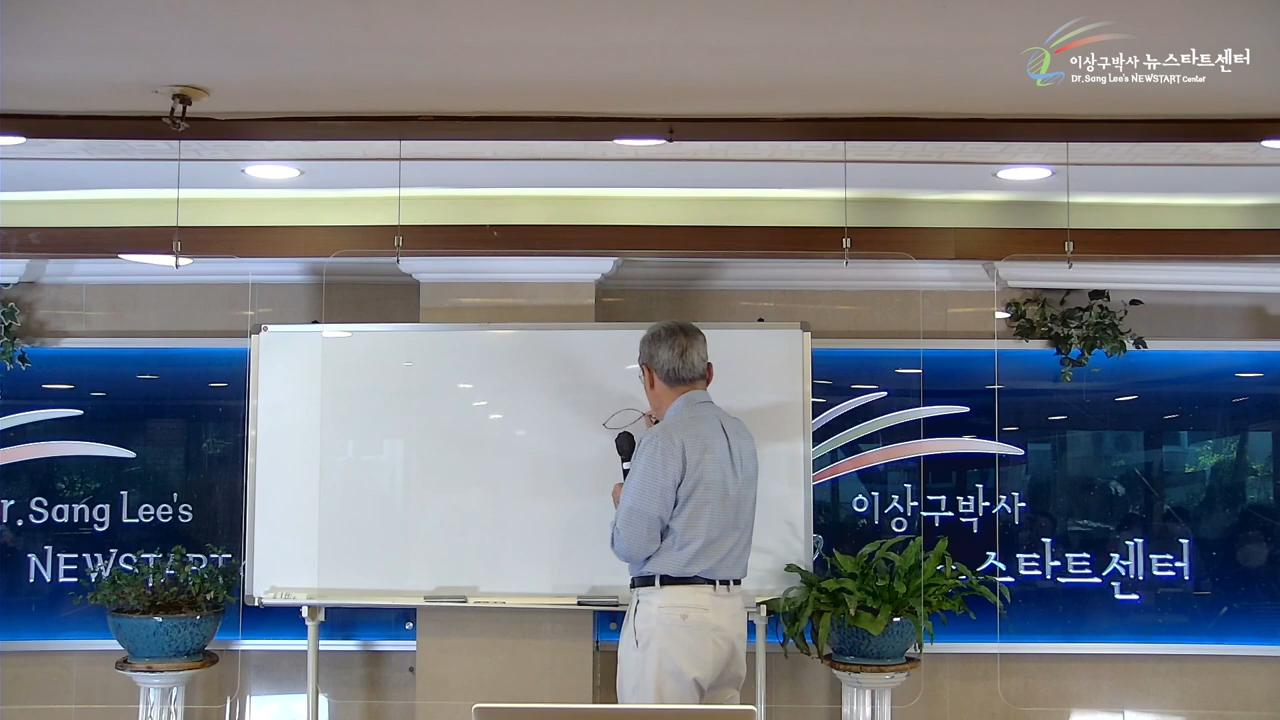 이상구박사 뉴스타트센터
Dr. Sang Lee's NEWSTART Center
r. Sang Lee's
NEWSTART
이상구박사
스타트센터